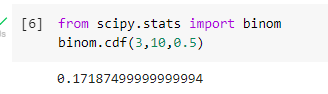 [6] from scipy.stats import binom
binom.cdf(3,10,0.5)
0.17187499999999994